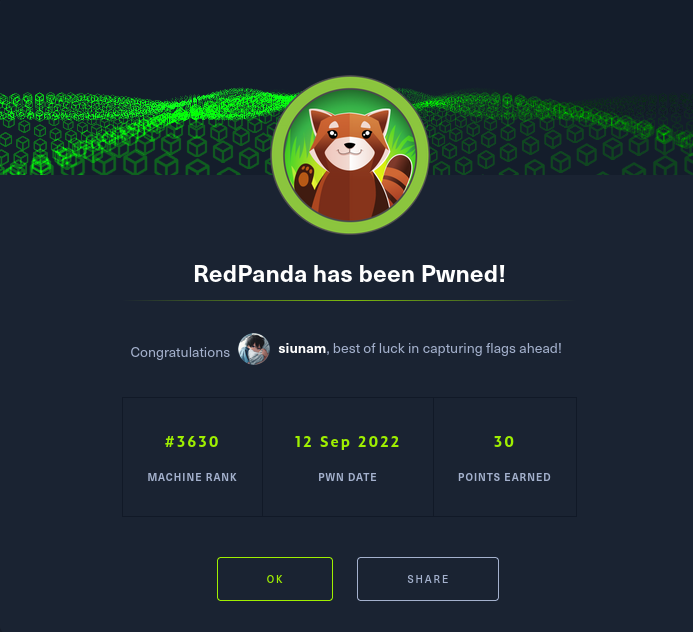 RedPanda has been Pwned!
Congratulations siunam, best of luck in capturing flags ahead!
#3630 12 Sep 2022 30
MACHINE RANK PWN DATE POINTS EARNED
OK SHARE